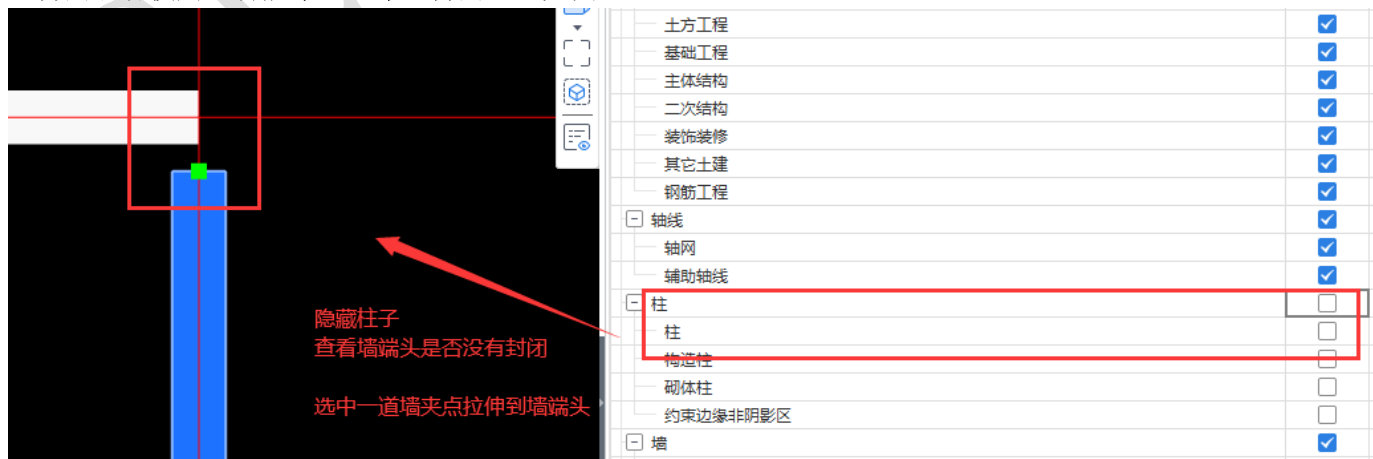 土方工程
基础工程
主体结构
二次结构
装饰装修
其它土建
钢筋工程
轴线
轴网
辅助轴线
柱
柱
构造柱
砌体柱
约束边缘非阴影区
墙
隐藏柱子
查看墙端头是否没有封闭
选中一道墙夹点拉伸到墙端头